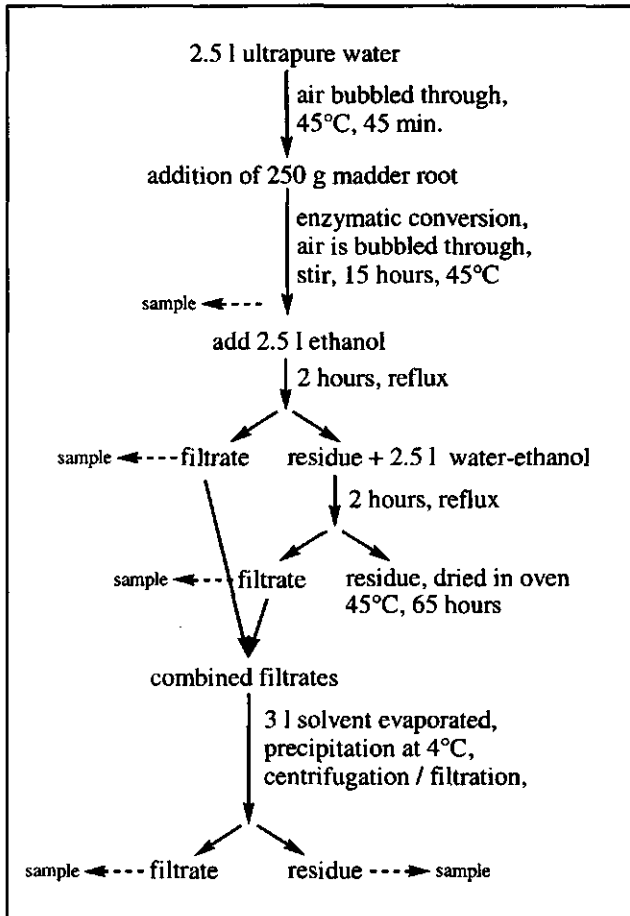 2.5 l ultrapure water
air bubbled through,
45°C, 45 min.
addition of 250 g madder root
enzymatic conversion,
air is bubbled through,
stir, 15 hours, 45°C
sample
add 2.5 l ethanol
2 hours, reflux
sample filtrate residue + 2.5 l water-ethanol
2 hours, reflux
sample filtrate residue, dried in oven
45°C, 65 hours
combined filtrates
3 l solvent evaporated,
precipitation at 4°C,
centrifugation / filtration,
sample filtrate residue sample